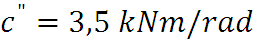 c" = 3,5 kNm/rad